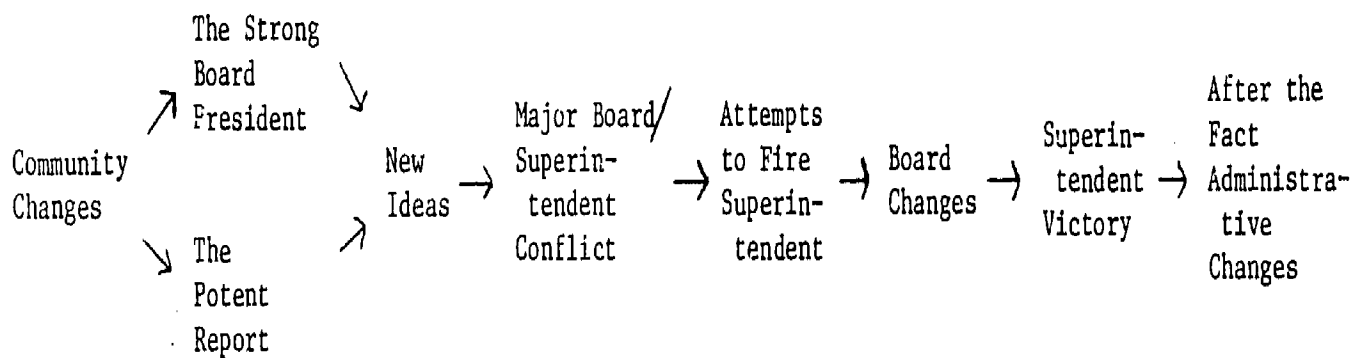 The Strong
Board
President
Community
Changes
The
Potent
Report
New
Ideas
Major Board/
Superin-
tendent
Conflict
Attempts
to Fire
Superin-
tendent
Board
Changes
Superin-
tendent
Victory
After the
Fact
Administra-
tive
Changes